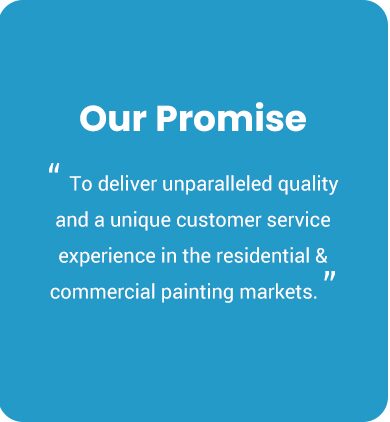 Our Promise
“ To deliver unparalleled quality
and a unique customer service
experience in the residential &
commercial painting markets. ”